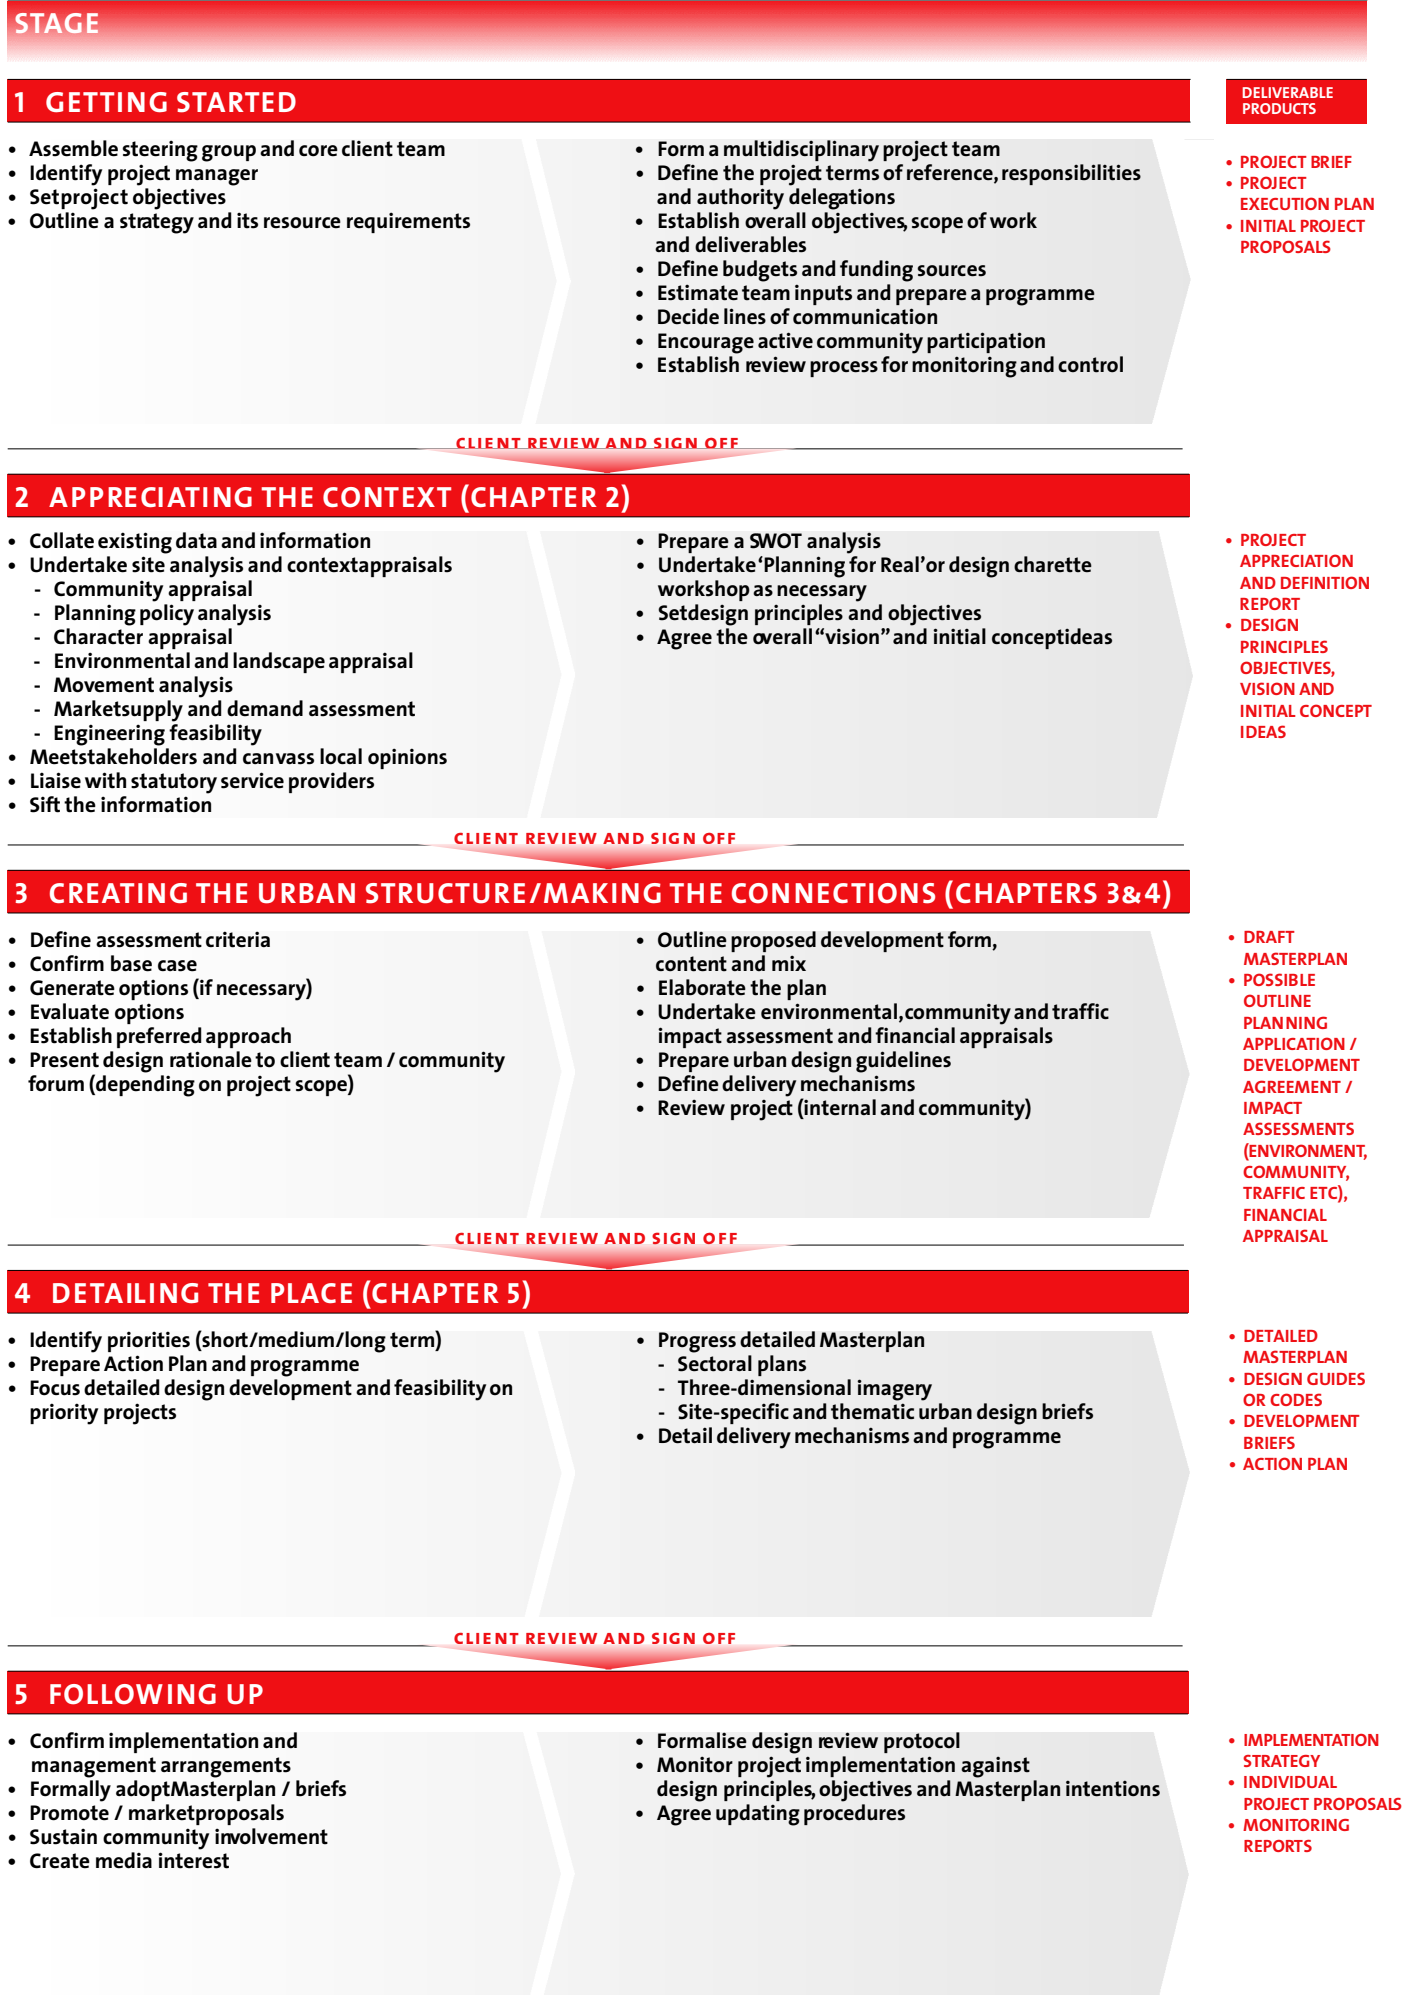 STAGE
1 GETTING STARTED
DELIVERABLE
PRODUCTS
• Assemble steering group and core client team
• Identify project manager
• Setproject objectives
• Outline a strategy and its resource requirements
• Form a multidisciplinary project team
• Define the project terms of reference, responsibilities
and authority delegations
• Establish overall objectives, scope of work
and deliverables
• Define budgets and funding sources
• Estimate team inputs and prepare a programme
• Decide lines of communication
• Encourage active community participation
• Establish review process for monitoring and control
• PROJECT BRIEF
• PROJECT
EXECUTION PLAN
• INITIAL PROJECT
PROPOSALS
CLIENT REVIEW AND SIGN OFF
2 APPRECIATING THE CONTEXT (CHAPTER 2)
• Collate existing data and information
• Undertake site analysis and contextappraisals
- Community appraisal
- Planning policy analysis
- Character appraisal
- Environmental and landscape appraisal
- Movement analysis
- Marketsupply and demand assessment
- Engineering feasibility
• Meetstakeholders and canvass local opinions
• Liaise with statutory service providers
• Sift the information
• Prepare a SWOT analysis
• Undertake ‘Planning for Real’ or design charette
workshop as necessary
• Setdesign principles and objectives
• Agree the overall “vision” and initial conceptideas
• PROJECT
APPRECIATION
AND DEFINITION
REPORT
• DESIGN
PRINCIPLES
OBJECTIVES,
VISION AND
INITIAL CONCEPT
IDEAS
CLIENT REVIEW AND SIGN OFF
3 CREATING THE URBAN STRUCTURE/MAKING THE CONNECTIONS (CHAPTERS 3&4)
• Define assessment criteria
• Confirm base case
• Generate options (if necessary)
• Evaluate options
• Establish preferred approach
• Present design rationale to client team / community
forum (depending on project scope)
• Outline proposed development form,
content and mix
• Elaborate the plan
• Undertake environmental, community and traffic
impact assessment and financial appraisals
• Prepare urban design guidelines
• Define delivery mechanisms
• Review project (internal and community)
• DRAFT
MASTERPLAN
• POSSIBLE
OUTLINE
PLANNING
APPLICATION /
DEVELOPMENT
AGREEMENT /
IMPACT
ASSESSMENTS
(ENVIRONMENT,
COMMUNITY,
TRAFFIC ETC),
FINANCIAL
APPRAISAL
CLIENT REVIEW AND SIGN OFF
4 DETAILING THE PLACE (CHAPTER 5)
• Identify priorities (short/medium/long term)
• Prepare Action Plan and programme
• Focus detailed design development and feasibility on
priority projects
• Progress detailed Masterplan
- Sectoral plans
- Three-dimensional imagery
- Site-specific and thematic urban design briefs
• Detail delivery mechanisms and programme
• DETAILED
MASTERPLAN
• DESIGN GUIDES
OR CODES
• DEVELOPMENT
BRIEFS
• ACTION PLAN
CLIENT REVIEW AND SIGN OFF
5 FOLLOWING UP
• Confirm implementation and
management arrangements
• Formally adoptMasterplan / briefs
• Promote / marketproposals
• Sustain community involvement
• Create media interest
• Formalise design review protocol
• Monitor project implementation against
design principles, objectives and Masterplan intentions
• Agree updating procedures
• IMPLEMENTATION
STRATEGY
• INDIVIDUAL
PROJECT PROPOSALS
• MONITORING
REPORTS